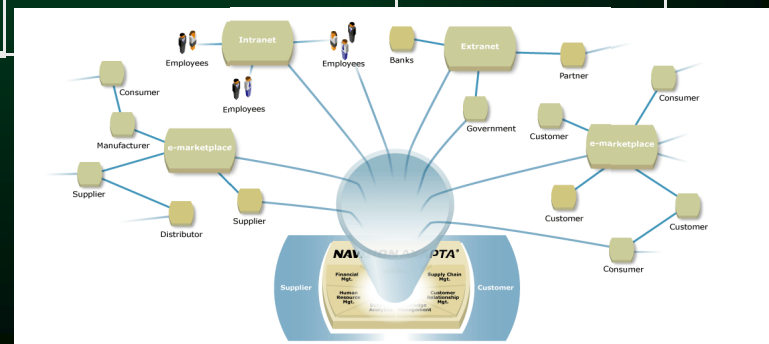 Intranet
Employees
Employees
Employees
Banks
Extranet
Partner
Government
Consumer
Manufacturer
e-marketplace
Supplier
Distributor
Supplier
Consumer
Customer
e-marketplace
Customer
Customer
Consumer
Supplier
Customer
Financial
Mgt.
Supply Chain
Mgt.
Human
Resource
Mgt.
Customer
Relationship
Mgt.